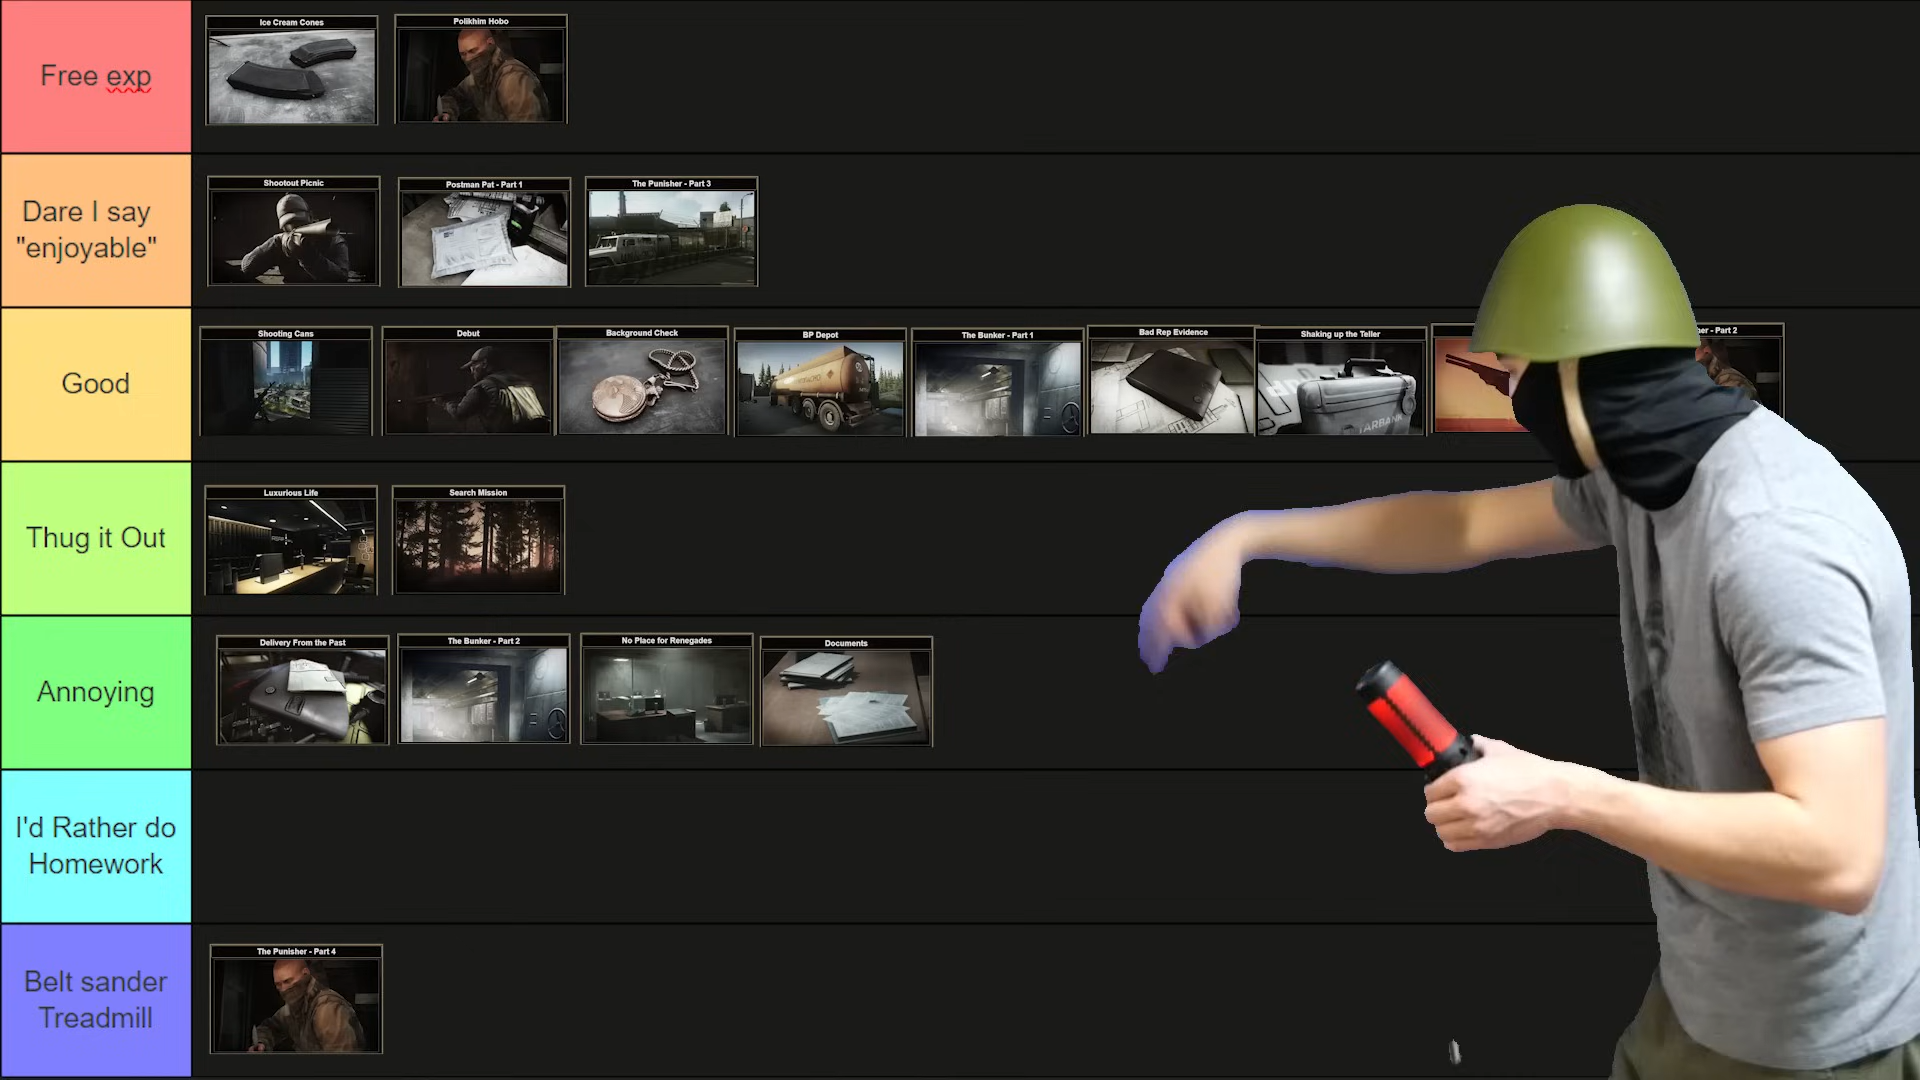 Free exp
Ice Cream Cones
Polikhim Hobo
Dare I say
"enjoyable"
Shootout Picnic
Postman Pat - Part 1
The Punisher - Part 3
Good
Shooting Cans
Debut
Background Check
BP Depot
The Bunker - Part 1
Bad Rep Evidence
Shaking up the Teller
TARBANK
Part 2
Thug it Out
Luxurious Life
Search Mission
Annoying
Delivery From the Past
The Bunker - Part 2
No Place for Renegades
Documents
I'd Rather do
Homework
Belt sander
Treadmill
The Punisher - Part 4